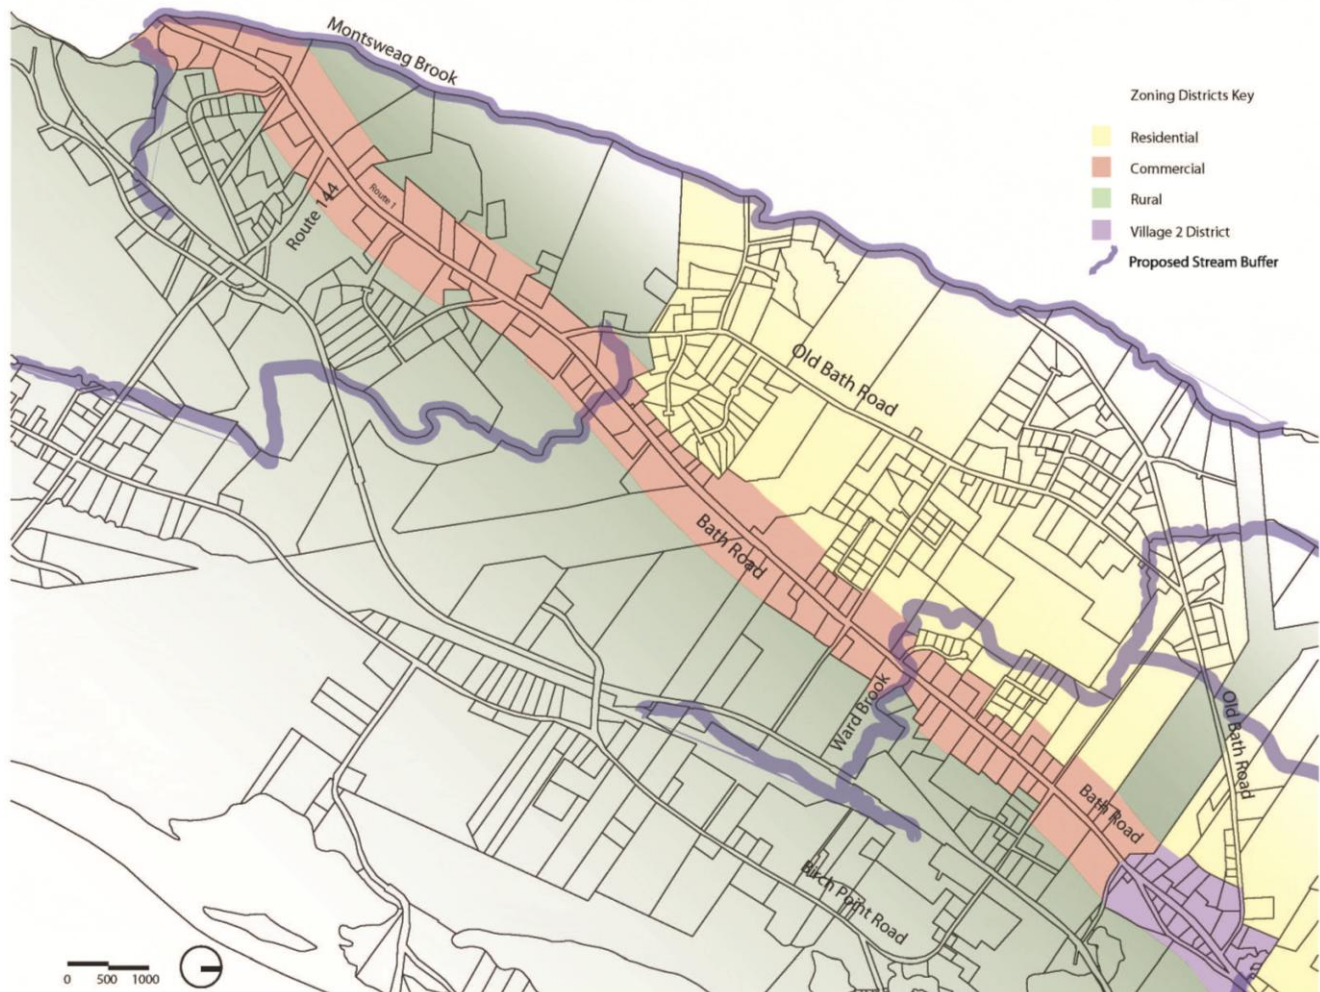 Montsweag Brook
Zoning Districts Key
Residential
Commercial
Rural
Village 2 District
Proposed Stream Buffer
Route 144
Route 1
Old Bath Road
Bath Road
Ward Brook
Old Bath Road
Bath Road
Birch Point Road
0 500 1000